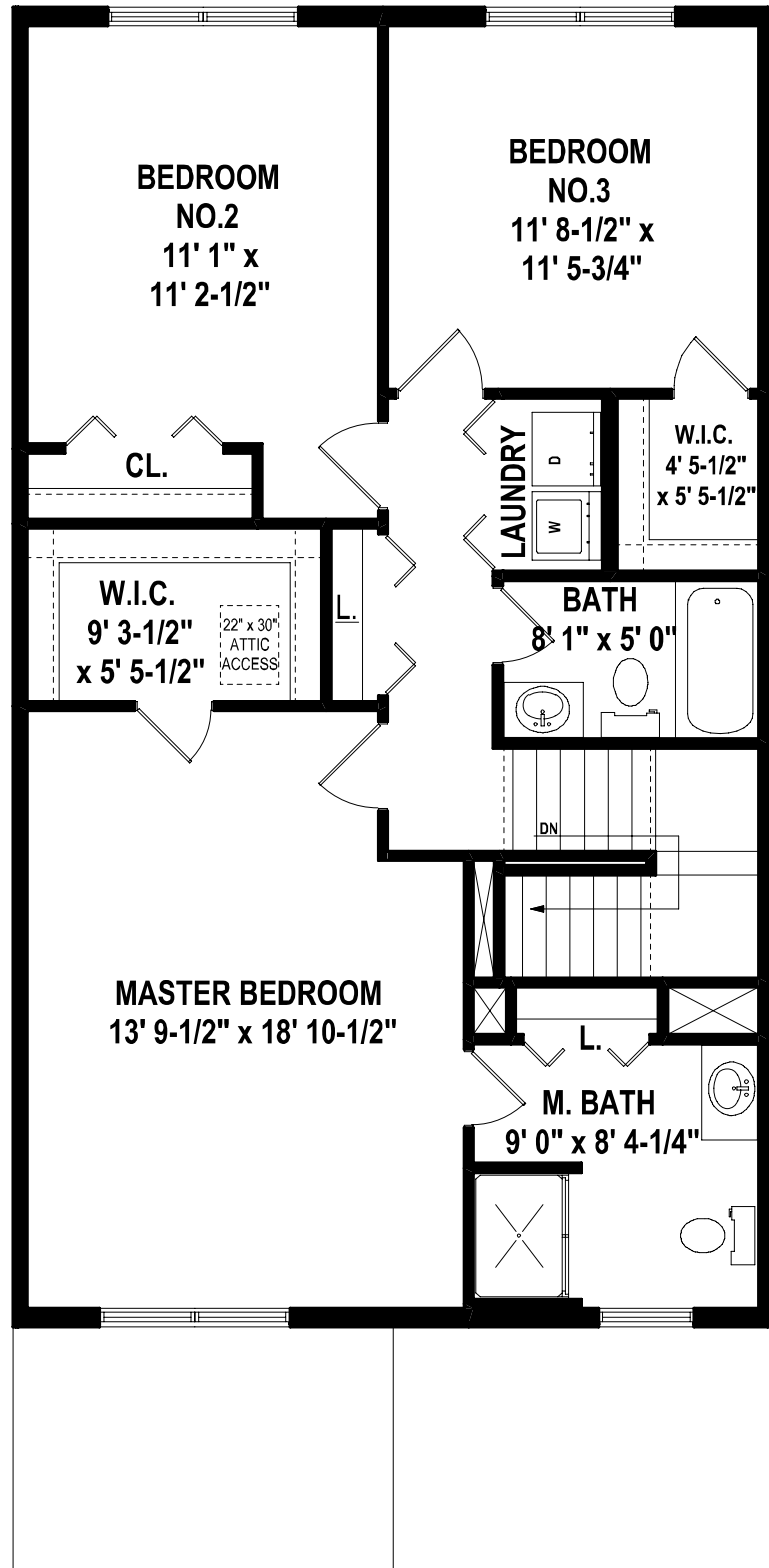 BEDROOM
NO.2
11' 1" x
11' 2-1/2"
BEDROOM
NO.3
11' 8-1/2" x
11' 5-3/4"
CL.
LAUNDRY
D
W
W.I.C.
4' 5-1/2"
x 5' 5-1/2"
W.I.C.
9' 3-1/2"
x 5' 5-1/2"
22" x 30"
ATTIC
ACCESS
L.
BATH
8' 1" x 5' 0"
DN
MASTER BEDROOM
13' 9-1/2" x 18' 10-1/2"
L.
M. BATH
9' 0" x 8' 4-1/4"